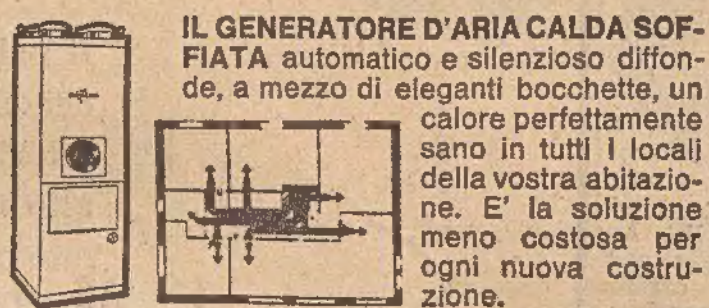 IL GENERATORE D'ARIA CALDA SOF-
FIATA automatico e silenzioso diffon-
de, a mezzo di eleganti bocchette, un
calore perfettamente
sano in tutti i locali
della vostra abitazio-
ne. E' la soluzione
meno costosa per
ogni nuova costru-
zione.